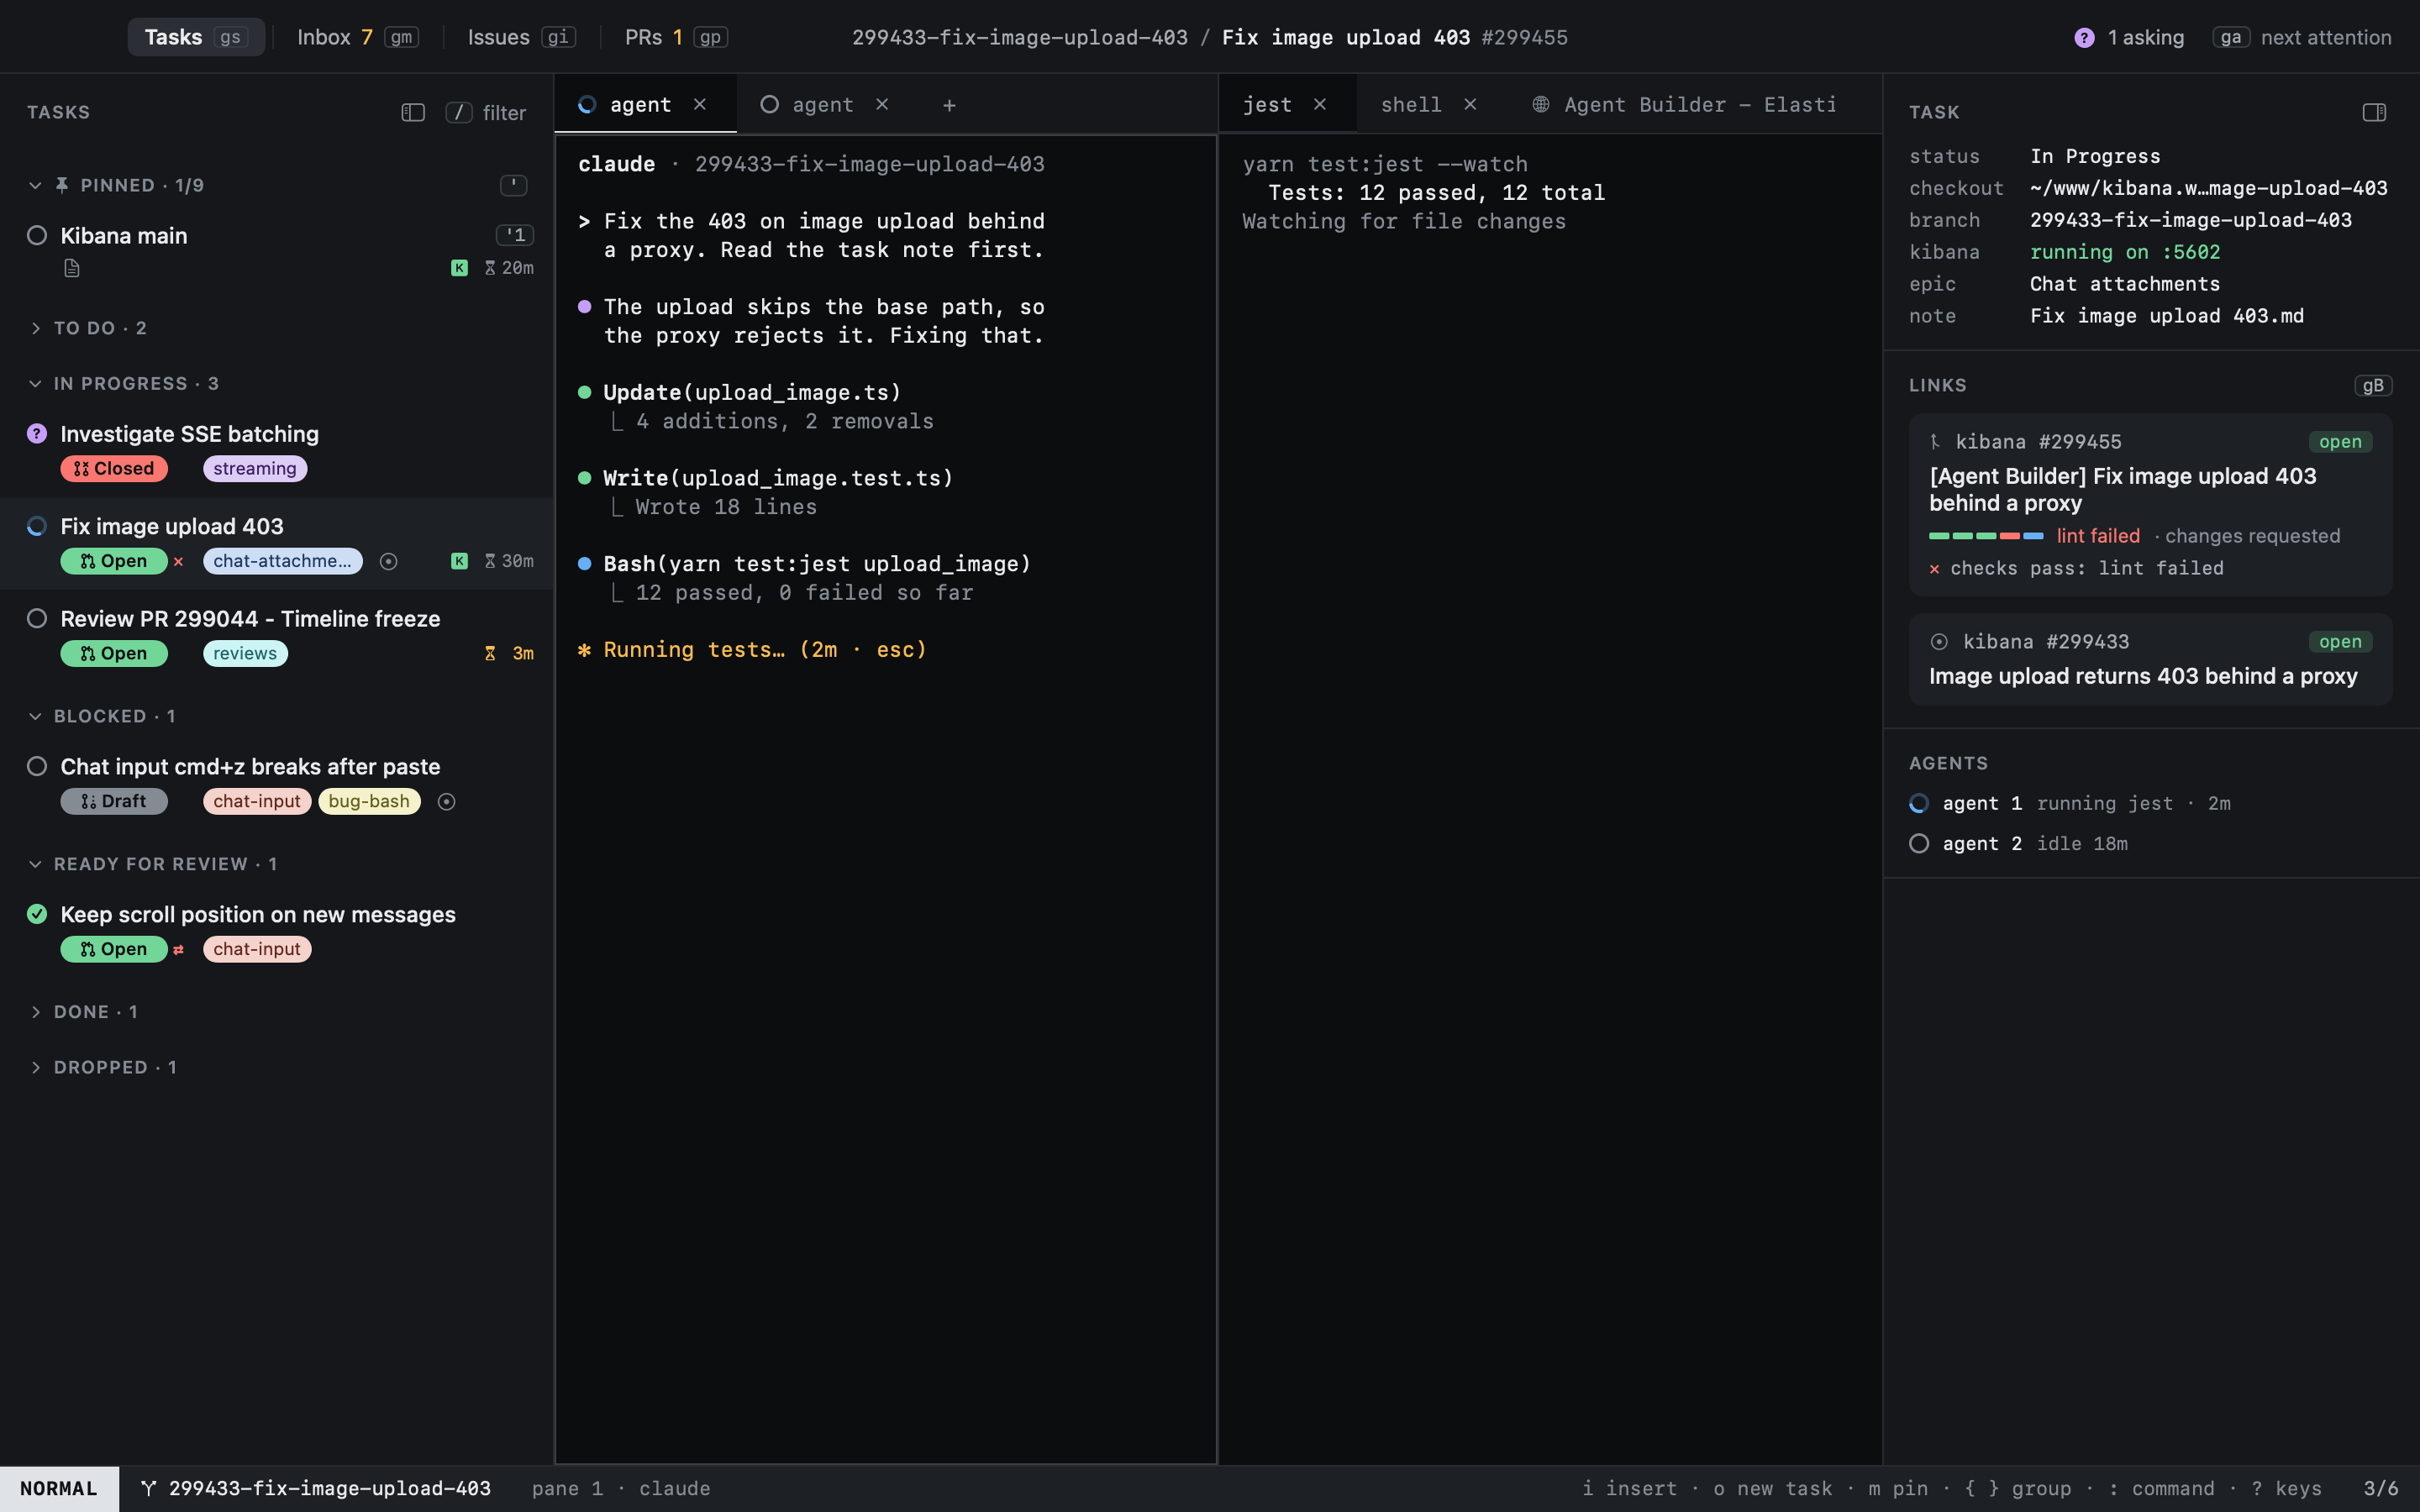 Tasks gs Inbox 7 gm Issues gi PRs 1 gp
299433-fix-image-upload-403 / Fix image upload 403 #299455
? 1 asking ga next attention
TASKS / filter
PINNED · 1/9 '
Kibana main '1
K 20m
TO DO · 2
IN PROGRESS · 3
? Investigate SSE batching
Closed streaming
Fix image upload 403
Open × chat-attachme… K 30m
Review PR 299044 - Timeline freeze
Open reviews 3m
BLOCKED · 1
Chat input cmd+z breaks after paste
Draft chat-input bug-bash
READY FOR REVIEW · 1
Keep scroll position on new messages
Open chat-input
DONE · 1
DROPPED · 1
agent × agent × +
claude · 299433-fix-image-upload-403
> Fix the 403 on image upload behind
a proxy. Read the task note first.
The upload skips the base path, so
the proxy rejects it. Fixing that.
Update(upload_image.ts)
4 additions, 2 removals
Write(upload_image.test.ts)
Wrote 18 lines
Bash(yarn test:jest upload_image)
12 passed, 0 failed so far
✻ Running tests… (2m · esc)
jest × shell × Agent Builder – Elasti
yarn test:jest --watch
Tests: 12 passed, 12 total
Watching for file changes
TASK
status In Progress
checkout ~/www/kibana.w…mage-upload-403
branch 299433-fix-image-upload-403
kibana running on :5602
epic Chat attachments
note Fix image upload 403.md
LINKS gB
kibana #299455 open
[Agent Builder] Fix image upload 403
behind a proxy
lint failed · changes requested
× checks pass: lint failed
kibana #299433 open
Image upload returns 403 behind a proxy
AGENTS
agent 1 running jest · 2m
agent 2 idle 18m
NORMAL 299433-fix-image-upload-403 pane 1 · claude
i insert · o new task · m pin · { } group · : command · ? keys 3/6